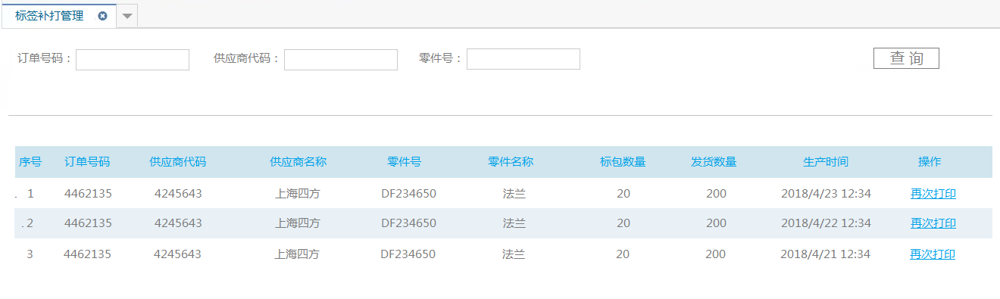 标签补打管理
订单号码： 供应商代码： 零件号： 查 询
序号 订单号码 供应商代码 供应商名称 零件号 零件名称 标包数量 发货数量 生产时间 操作
. 1 4462135 4245643 上海四方 DF234650 法兰 20 200 2018/4/23 12:34 再次打印
. 2 4462135 4245643 上海四方 DF234650 法兰 20 200 2018/4/22 12:34 再次打印
3 4462135 4245643 上海四方 DF234650 法兰 20 200 2018/4/21 12:34 再次打印